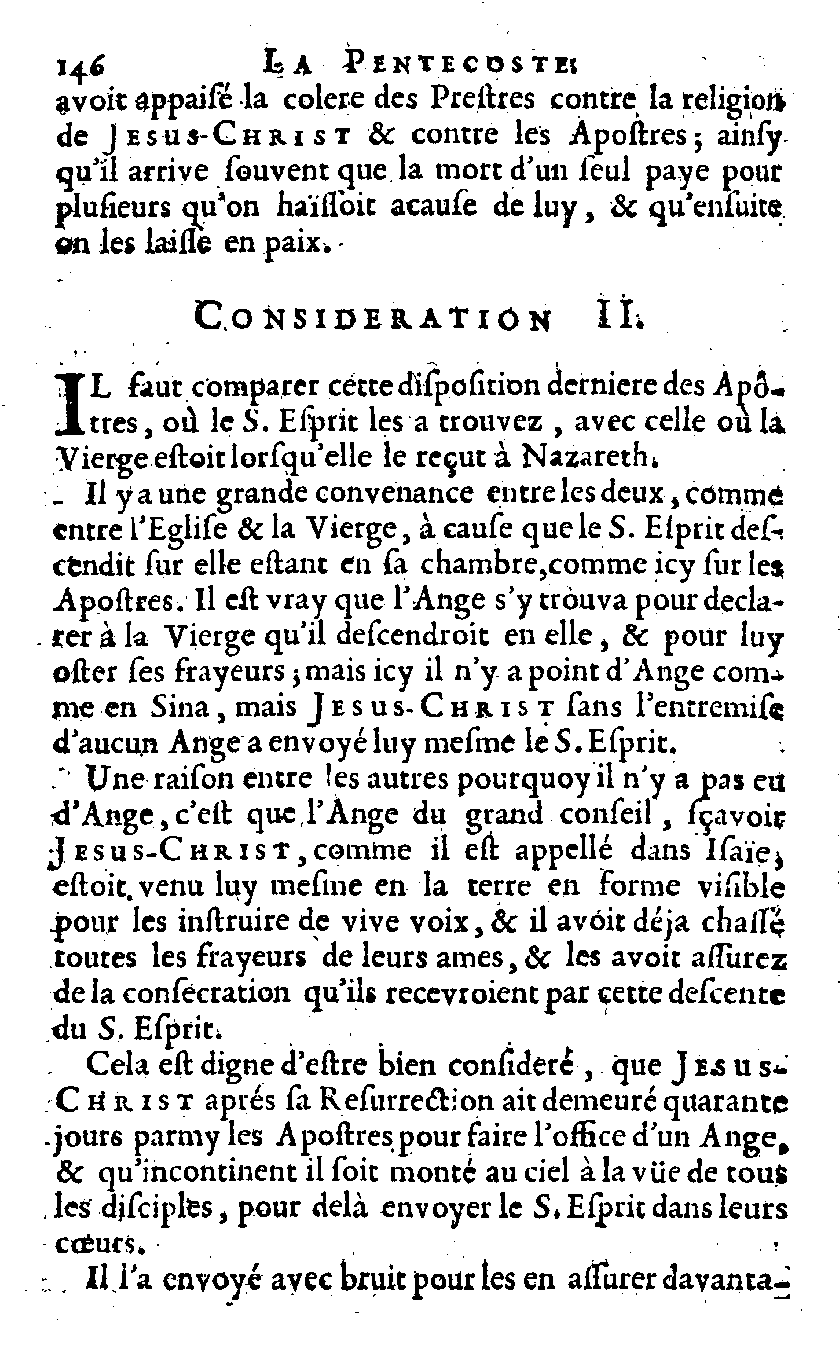 146 LA PENTECOSTE
avoit appaiſé la colere des Preſtres contre la religion
de JESUS-CHRIST & contre les Apoſtres; ainſy
qu'il arrive ſouvent que la mort d'un ſeul paye pour
pluſieurs qu'on haïſſoit acauſe de luy, & qu'enſuite
on les laiſſe en paix.
CONSIDERATION II.
IL faut comparer cette diſpoſition derniere des Apô-
tres, où le S. Eſprit les a trouvez, avec celle où la
Vierge eſtoit lorſqu'elle le reçut à Nazareth.
Il y a une grande convenance entre les deux, comme
entre l'Egliſe & la Vierge, à cauſe que le S. Eſprit deſ-
cendit ſur elle eſtant en ſa chambre, comme icy ſur les
Apoſtres. Il eſt vray que l'Ange s'y trouva pour decla-
rer à la Vierge qu'il deſcendroit en elle, & pour luy
oſter ſes frayeurs; mais icy il n'y a point d'Ange com-
me en Sina, mais JESUS-CHRIST ſans l'entremiſe
d'aucun Ange a envoyé luy meſme le S. Eſprit.
Une raiſon entre les autres pourquoy il n'y a pas eu
d'Ange, c'eſt que l'Ange du grand conſeil, ſçavoir
JESUS-CHRIST, comme il eſt appellé dans Iſaïe,
eſtoit venu luy meſme en la terre en forme viſible
pour les inſtruire de vive voix, & il avoit déja chaſſé
toutes les frayeurs de leurs ames, & les avoit aſſurez
de la conſecration qu'ils recevroient par cette deſcente
du S. Eſprit.
Cela eſt digne d'eſtre bien conſideré, que JESUS-
CHRIST aprés ſa Reſurrection ait demeuré quarante
jours parmy les Apoſtres pour faire l'office d'un Ange,
& qu'incontinent il ſoit monté au ciel à la vüe de tous
les diſciples, pour delà envoyer le S. Eſprit dans leurs
cœurs.
Il l'a envoyé avec bruit pour les en aſſurer davanta-